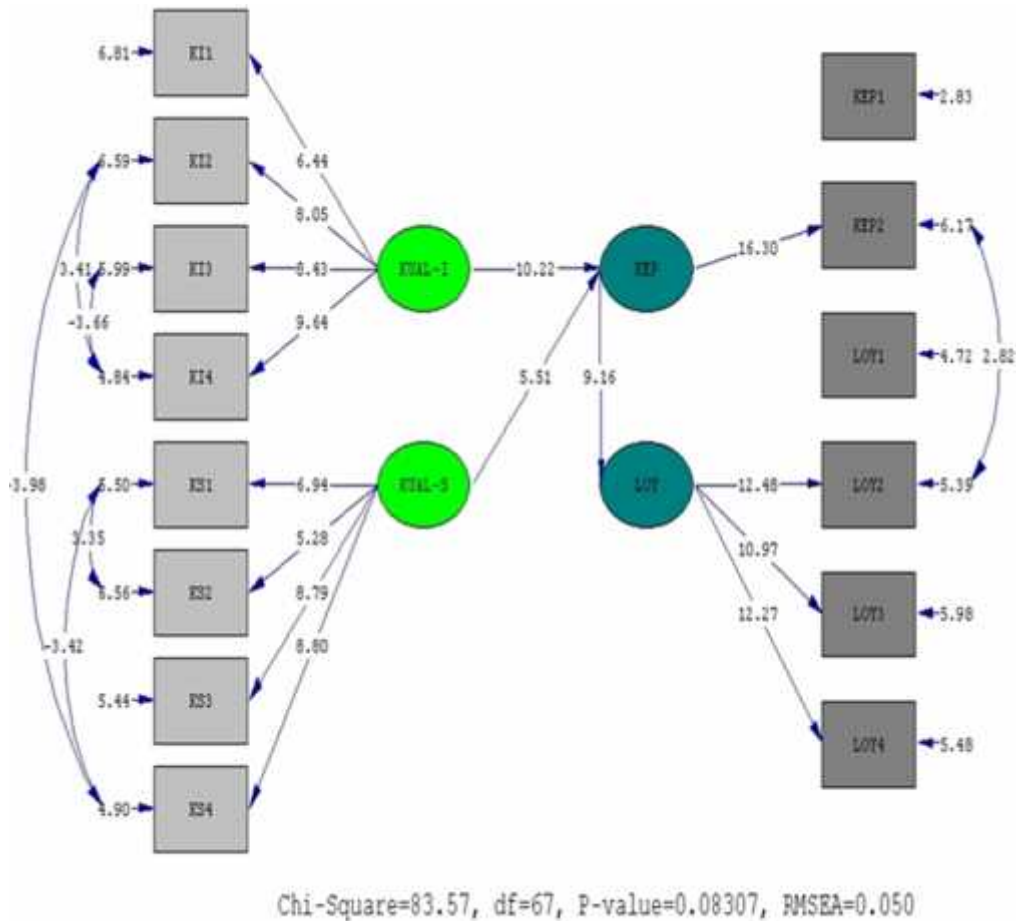 6.81 KI1
KEP1 2.83
6.59 KI2
6.44
8.05
KEP2 6.17
16.30
3.41 5.99 KI3 8.43 KUAL-I 10.22 KEP
-3.66
9.64
LOY1 4.72 2.82
4.84 KI4
5.51 9.16
-3.98 5.50 KS1 6.94 KUAL-S LOY 12.48 LOY2 5.39
3.35
5.28
10.97
6.56 KS2
8.79
12.27
LOY3 5.98
-3.42
8.80
5.44 KS3
LOY4 5.48
4.90 KS4
Chi-Square=83.57, df=67, P-value=0.08307, RMSEA=0.050